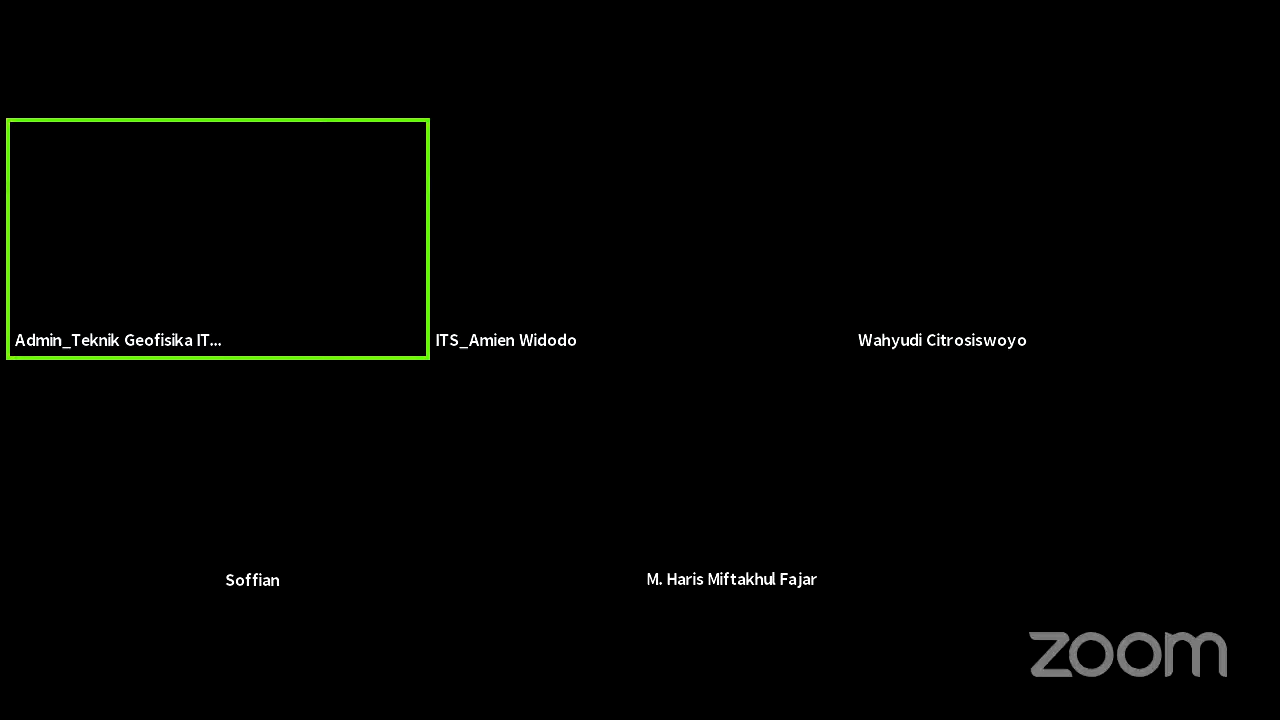 Admin_Teknik Geofisika IT...
ITS_Amien Widodo
Wahyudi Citrosiswoyo
Soffian
M. Haris Miftakhul Fajar
zoom